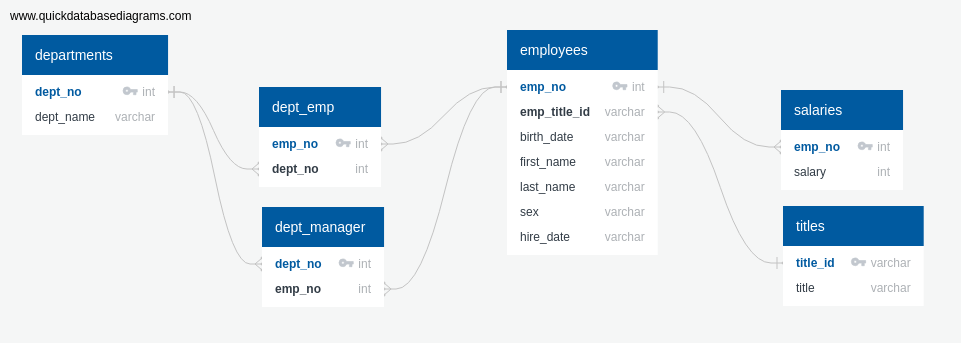 www.quickdatabasediagrams.com
departments
dept_no int
dept_name varchar
dept_emp
emp_no int
dept_no int
dept_manager
dept_no int
emp_no int
employees
emp_no int
emp_title_id varchar
birth_date varchar
first_name varchar
last_name varchar
sex varchar
hire_date varchar
salaries
emp_no int
salary int
titles
title_id varchar
title varchar